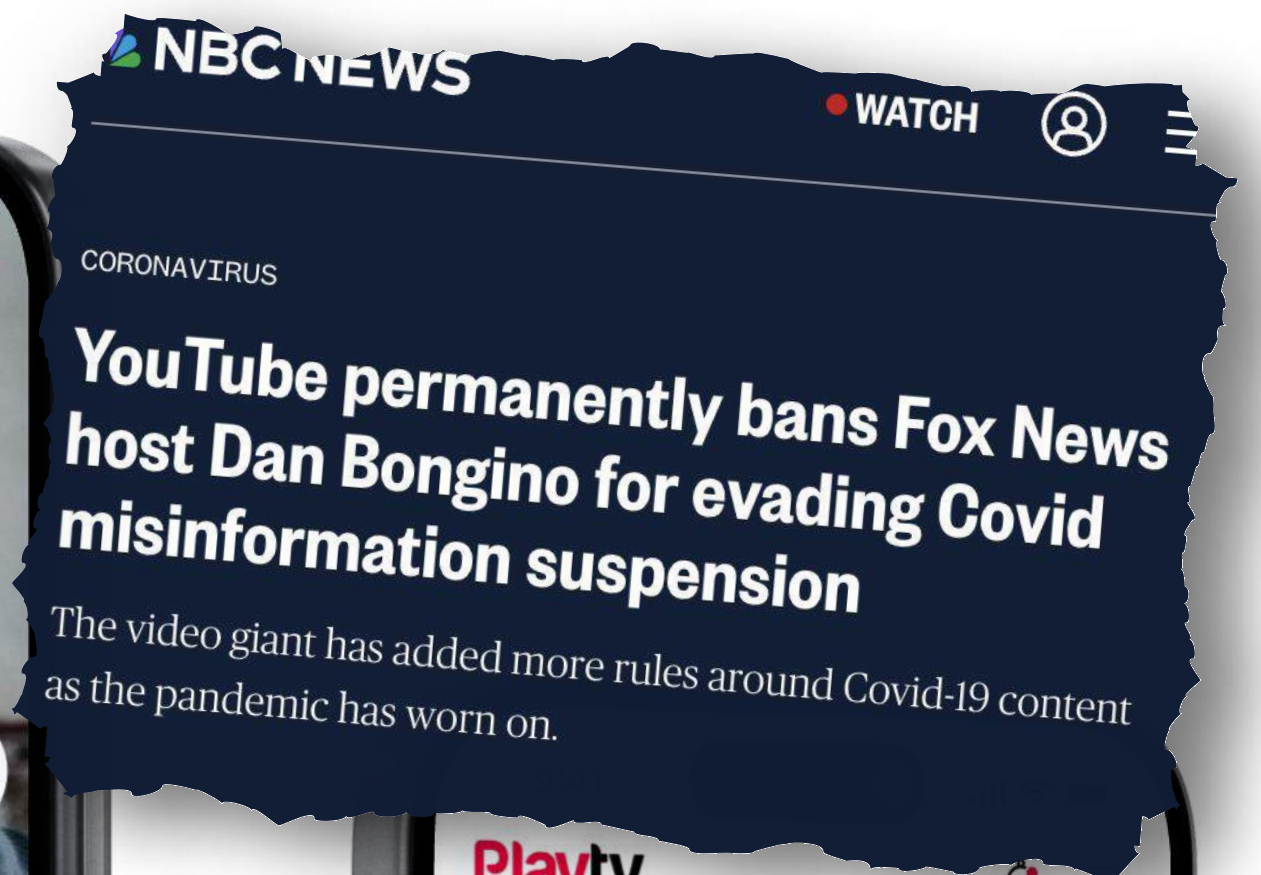 NBC NEWS
WATCH
CORONAVIRUS
YouTube permanently bans Fox News
host Dan Bongino for evading Covid
misinformation suspension
The video giant has added more rules around Covid-19 content
as the pandemic has worn on.
Playtv